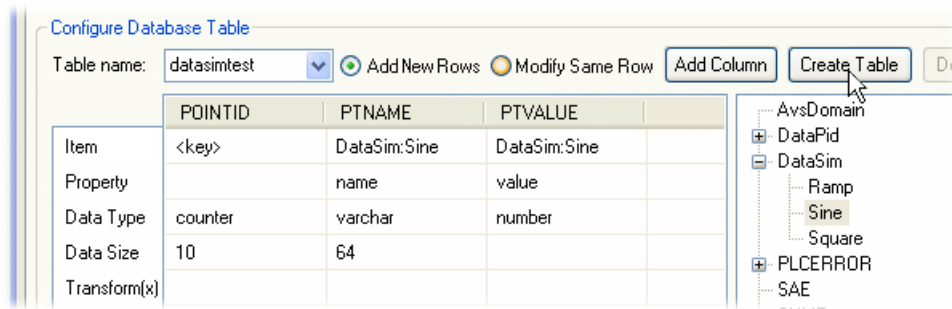 Configure Database Table
Table name: datasimtest Add New Rows Modify Same Row Add Column Create Table
POINTID PTNAME PTVALUE
Item <key> DataSim:Sine DataSim:Sine
Property name value
Data Type counter varchar number
Data Size 10 64
Transform(x)
AvsDomain
DataPid
DataSim
Ramp
Sine
Square
PLCERROR
SAE